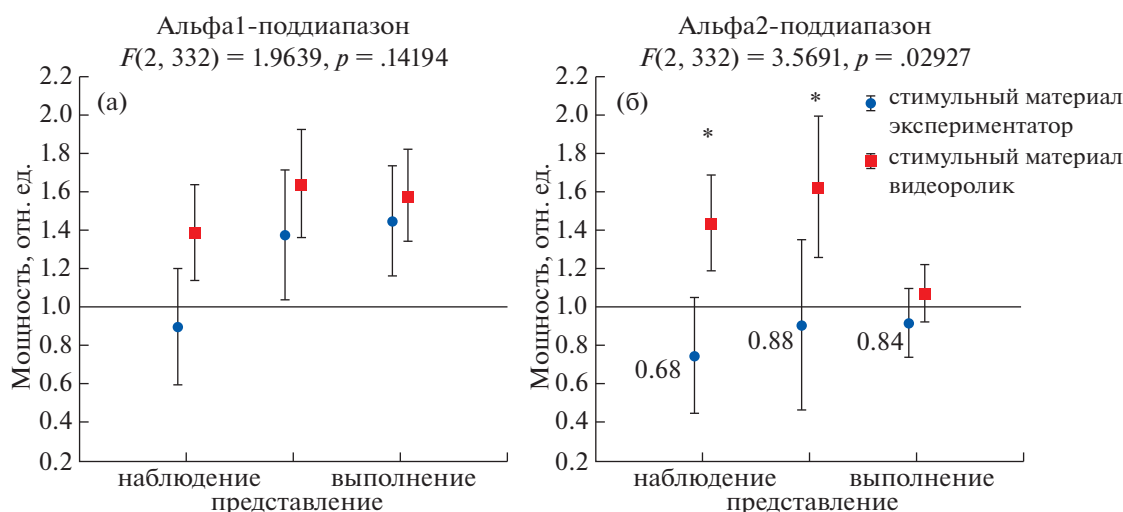 Альфа1-поддиапазон
F(2, 332) = 1.9639, p = .14194
(а)
Мощность, отн. ед.
2.2
2.0
1.8
1.6
1.4
1.2
1.0
0.8
0.6
0.4
0.2
наблюдение
представление
выполнение
Альфа2-поддиапазон
F(2, 332) = 3.5691, p = .02927
(б)
Мощность, отн. ед.
2.2
2.0
1.8
1.6
1.4
1.2
1.0
0.8
0.6
0.4
0.2
*
*
0.68
0.88
0.84
наблюдение
представление
выполнение
стимульный материал
экспериментатор
стимульный материал
видеоролик